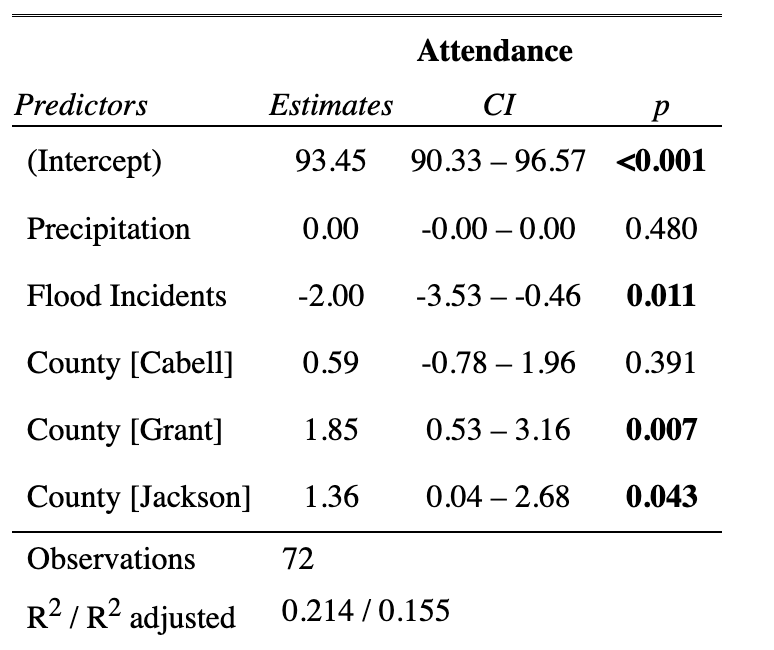 Attendance
Predictors Estimates CI p
(Intercept) 93.45 90.33 – 96.57 <0.001
Precipitation 0.00 -0.00 – 0.00 0.480
Flood Incidents -2.00 -3.53 – -0.46 0.011
County [Cabell] 0.59 -0.78 – 1.96 0.391
County [Grant] 1.85 0.53 – 3.16 0.007
County [Jackson] 1.36 0.04 – 2.68 0.043
Observations 72
R² / R² adjusted 0.214 / 0.155